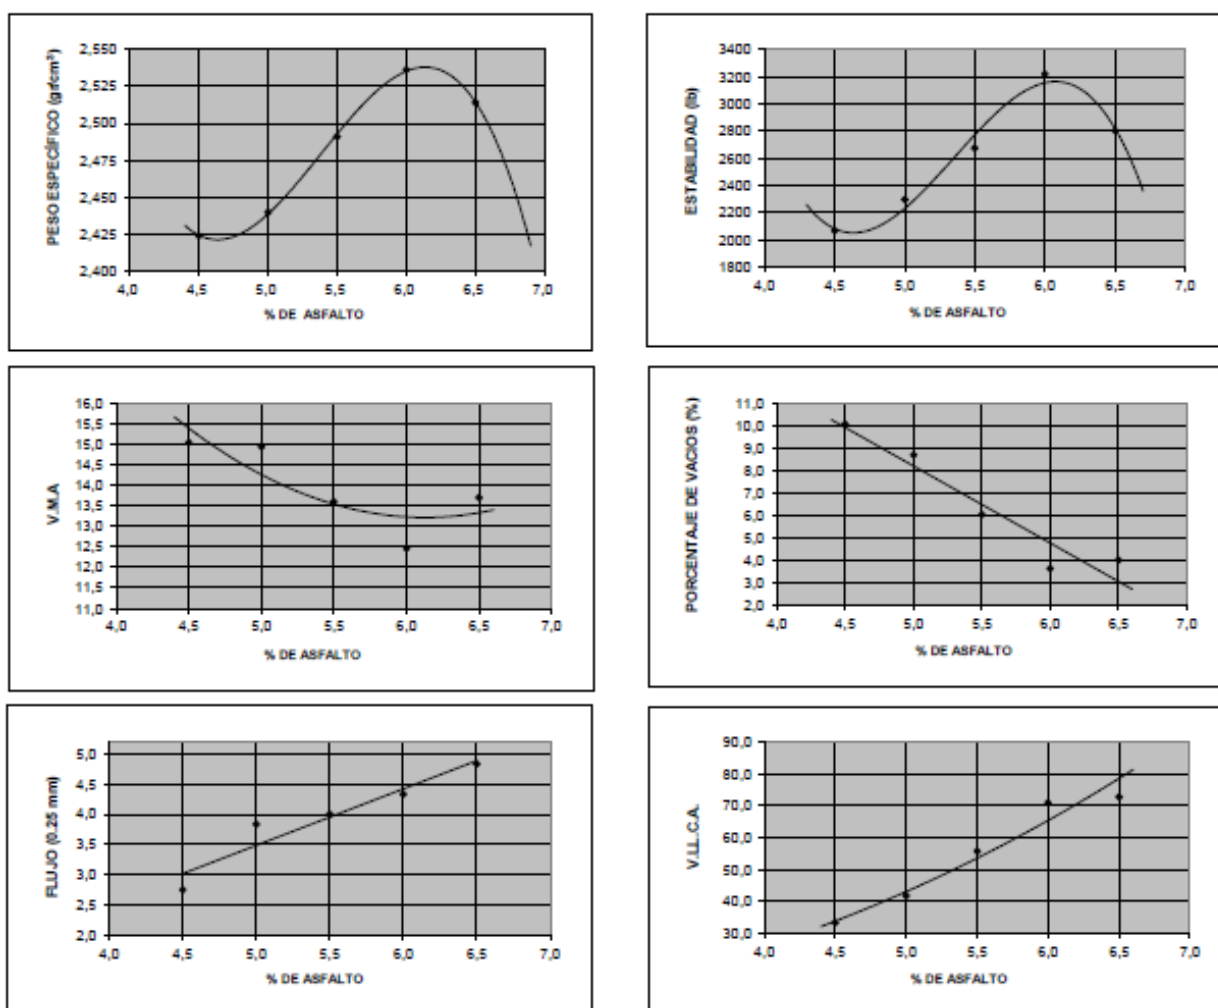 PESO ESPECÍFICO (gr/cm³)
2,550
2,525
2,500
2,475
2,450
2,425
2,400
4,0 4,5 5,0 5,5 6,0 6,5 7,0
% DE ASFALTO
ESTABILIDAD (lb)
3400
3200
3000
2800
2600
2400
2200
2000
1800
4,0 4,5 5,0 5,5 6,0 6,5 7,0
% DE ASFALTO
V.M.A
16,0
15,5
15,0
14,5
14,0
13,5
13,0
12,5
12,0
11,5
11,0
4,0 4,5 5,0 5,5 6,0 6,5 7,0
% DE ASFALTO
PORCENTAJE DE VACIOS (%)
11,0
10,0
9,0
8,0
7,0
6,0
5,0
4,0
3,0
2,0
4,0 4,5 5,0 5,5 6,0 6,5 7,0
% DE ASFALTO
FLUJO (0.25 mm)
5,0
4,5
4,0
3,5
3,0
2,5
2,0
4,5 5,0 5,5 6,0 6,5 7,0
% DE ASFALTO
V.LL.C.A.
90,0
80,0
70,0
60,0
50,0
40,0
30,0
4,0 4,5 5,0 5,5 6,0 6,5 7,0
% DE ASFALTO